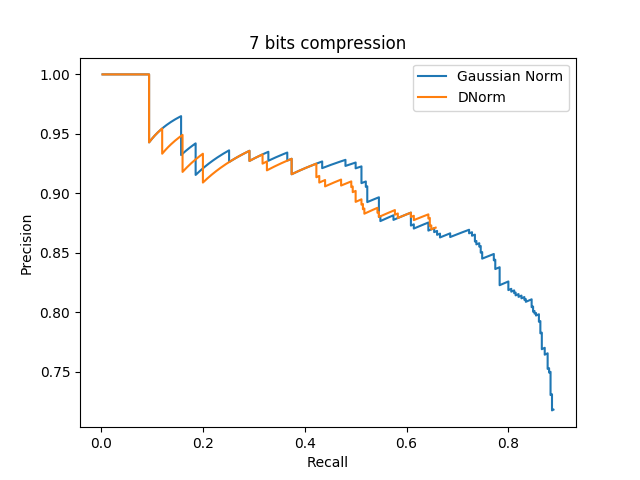 7 bits compression
Gaussian Norm
DNorm
1.00
0.95
0.90
0.85
0.80
0.75
Precision
0.0 0.2 0.4 0.6 0.8
Recall